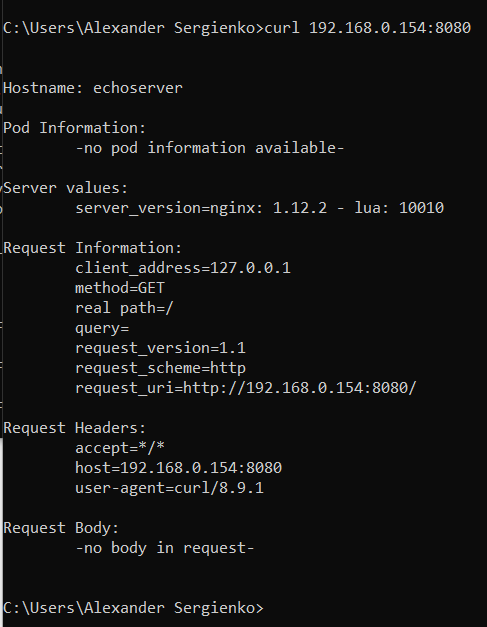 C:\Users\Alexander Sergienko>curl 192.168.0.154:8080
Hostname: echoserver
Pod Information:
-no pod information available-
Server values:
server_version=nginx: 1.12.2 - lua: 10010
Request Information:
client_address=127.0.0.1
method=GET
real path=/
query=
request_version=1.1
request_scheme=http
request_uri=http://192.168.0.154:8080/
Request Headers:
accept=*/*
host=192.168.0.154:8080
user-agent=curl/8.9.1
Request Body:
-no body in request-
C:\Users\Alexander Sergienko>